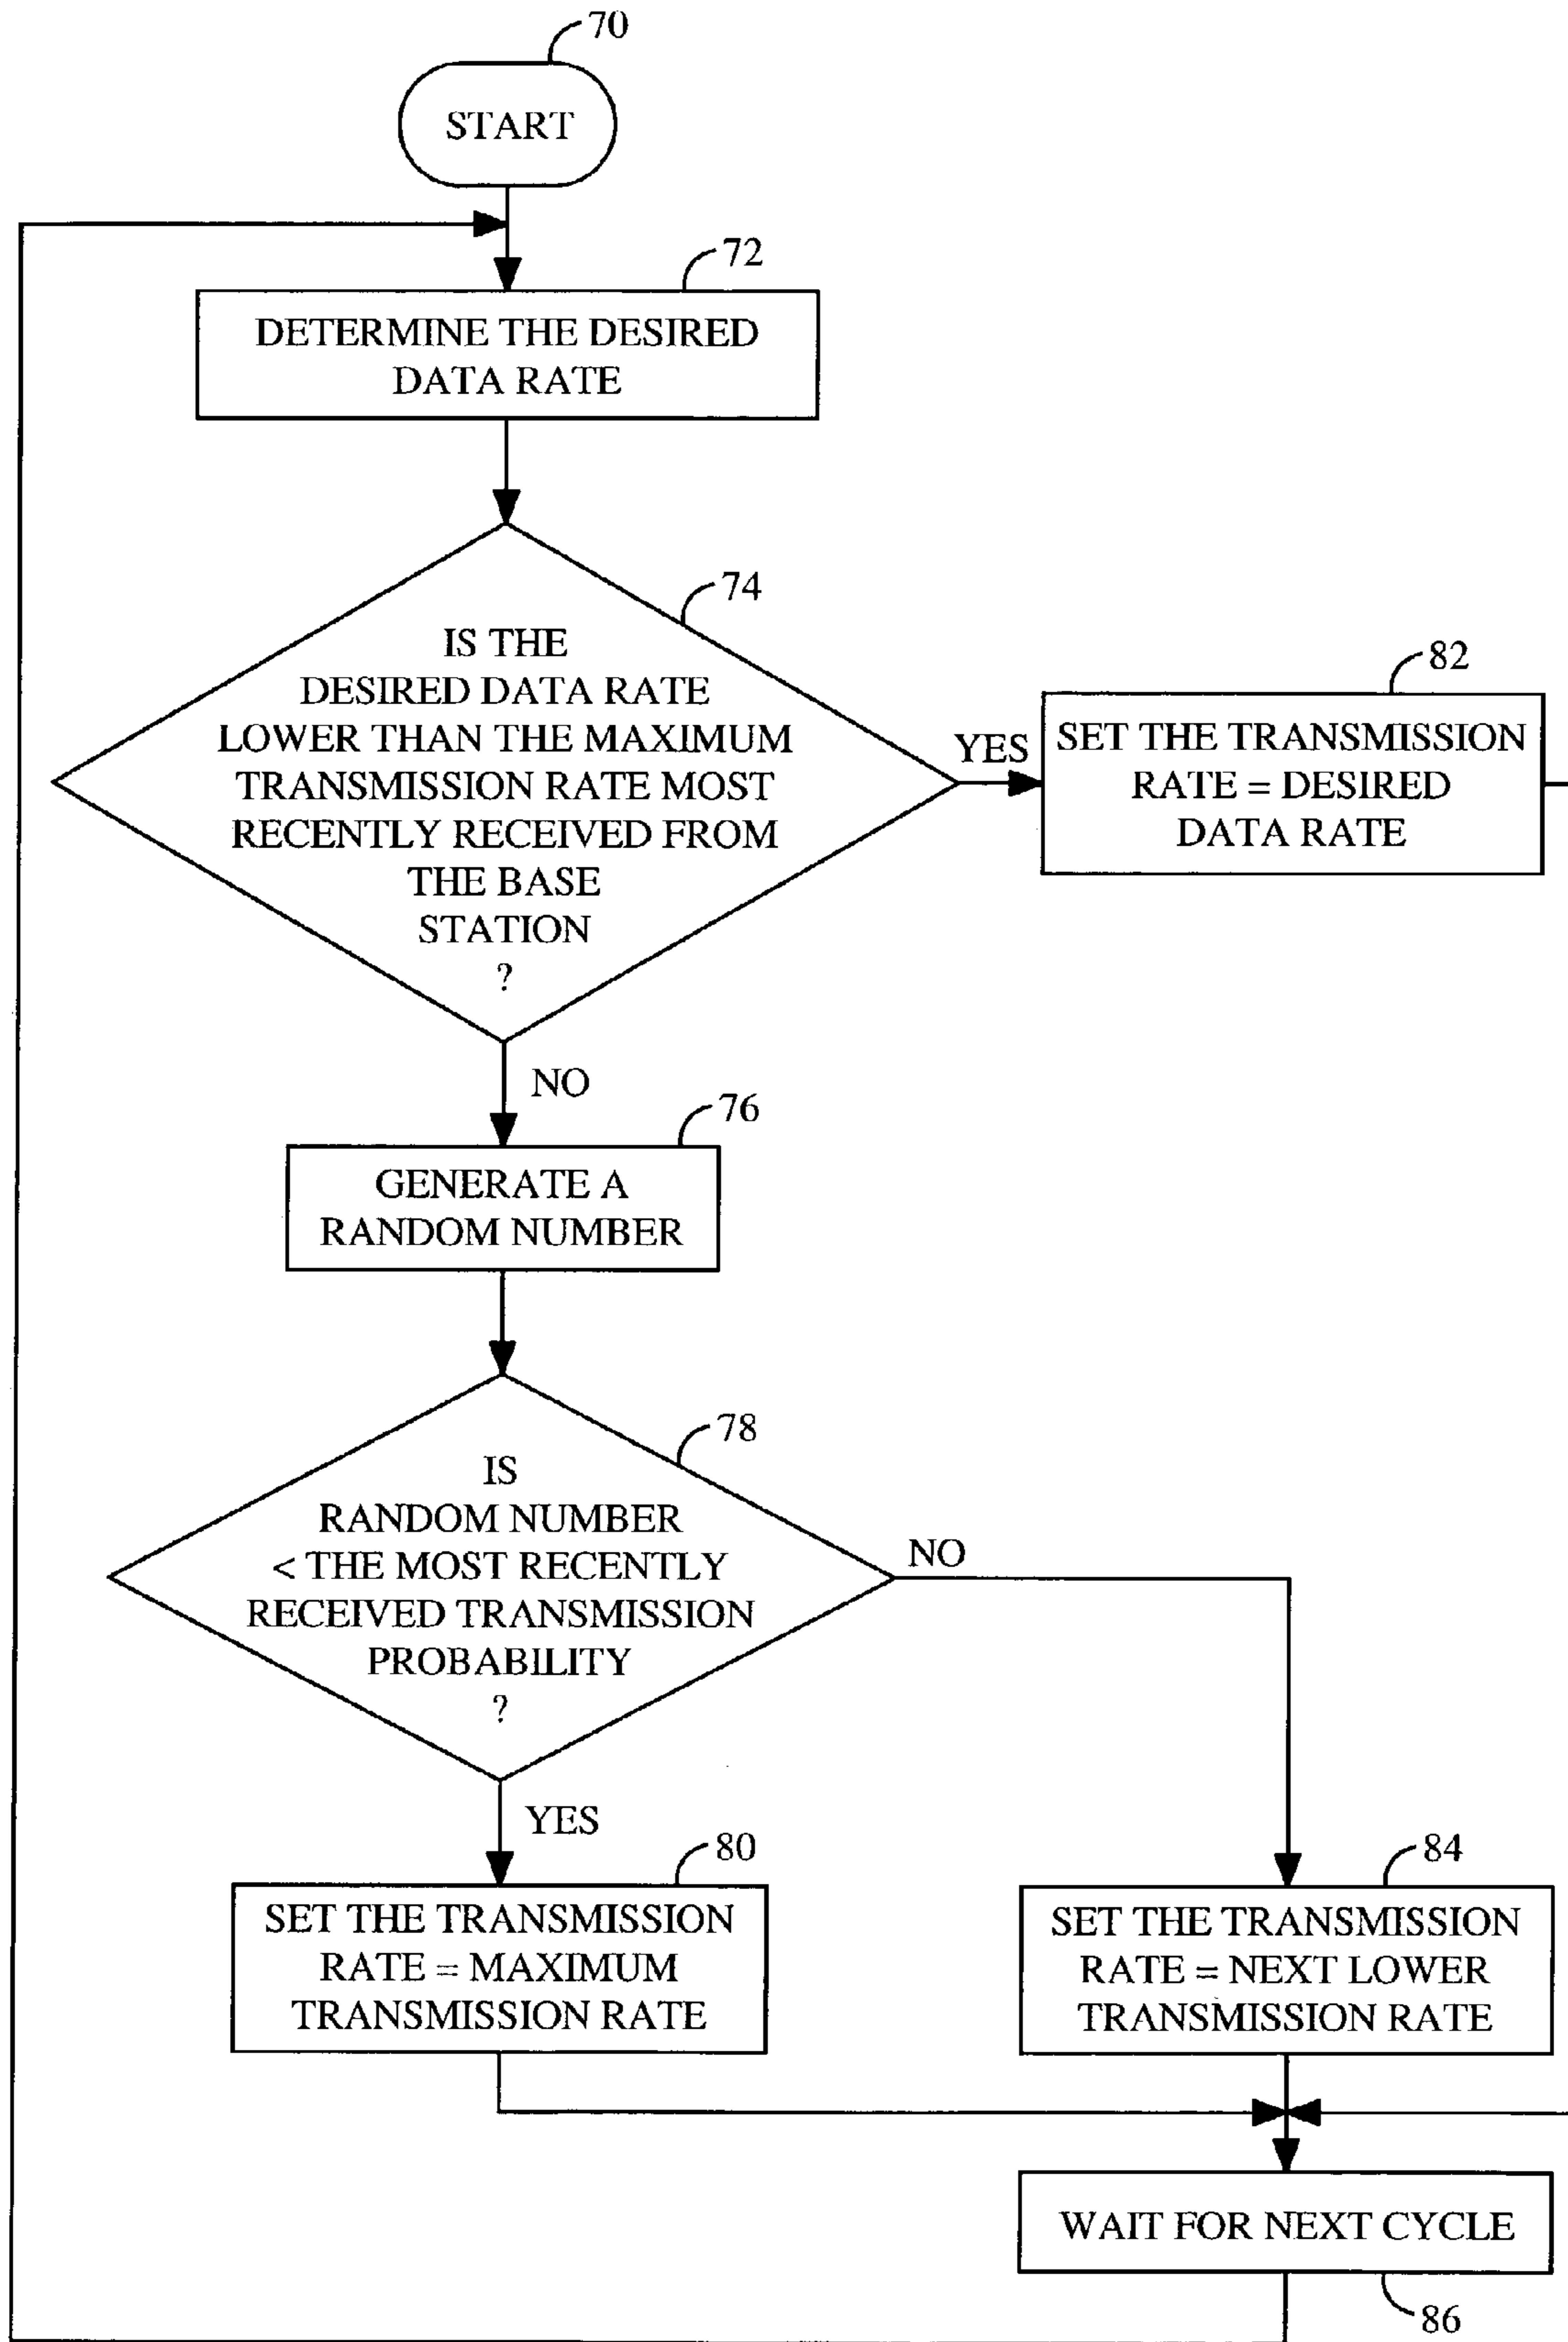 70
START
72
DETERMINE THE DESIRED
DATA RATE
74
IS THE
DESIRED DATA RATE
LOWER THAN THE MAXIMUM
TRANSMISSION RATE MOST
RECENTLY RECEIVED FROM
THE BASE
STATION
?
YES
82
SET THE TRANSMISSION
RATE = DESIRED
DATA RATE
NO
76
GENERATE A
RANDOM NUMBER
78
IS
RANDOM NUMBER
< THE MOST RECENTLY
RECEIVED TRANSMISSION
PROBABILITY
?
NO
YES
80
SET THE TRANSMISSION
RATE = MAXIMUM
TRANSMISSION RATE
84
SET THE TRANSMISSION
RATE = NEXT LOWER
TRANSMISSION RATE
WAIT FOR NEXT CYCLE
86